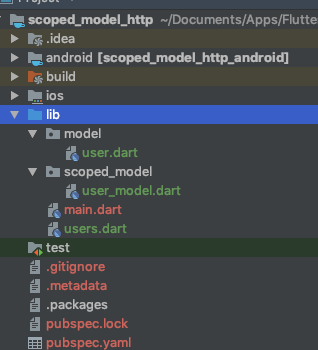 Project
scoped_model_http ~/Documents/Apps/Flutte
.idea
android [scoped_model_http_android]
build
ios
lib
model
user.dart
scoped_model
user_model.dart
main.dart
users.dart
test
.gitignore
.metadata
.packages
pubspec.lock
pubspec.yaml